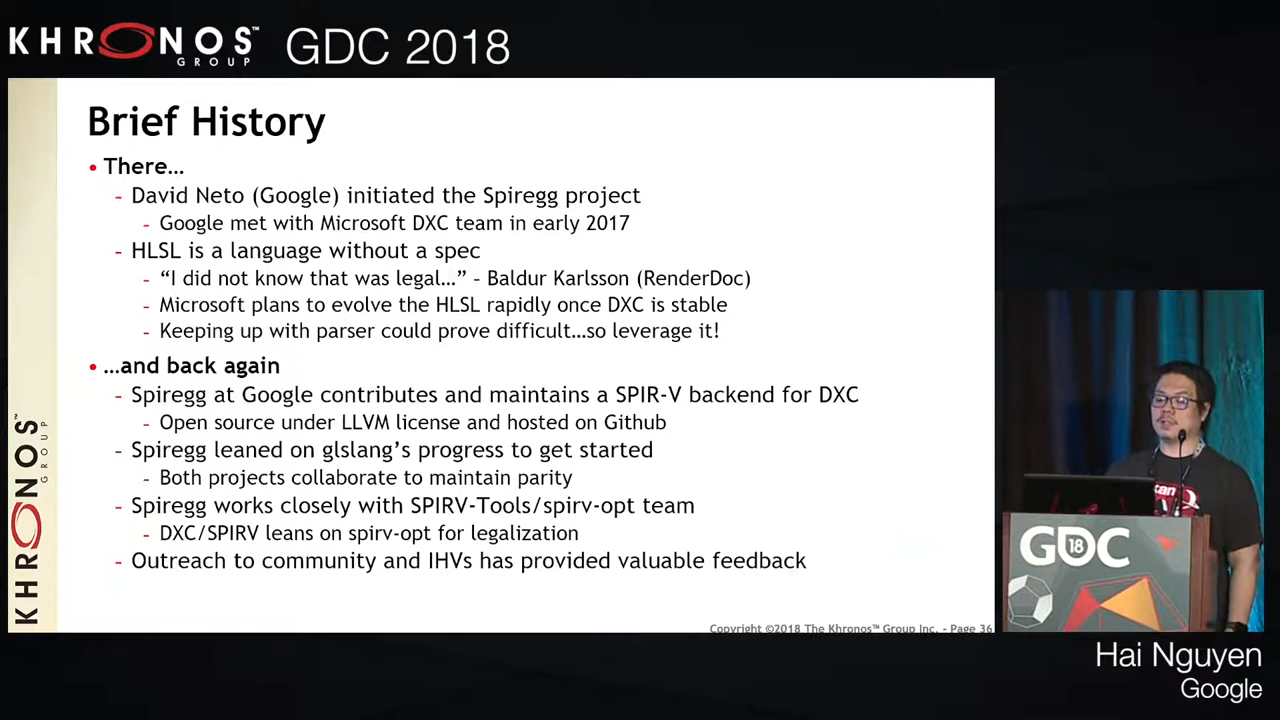 KHRONOS™ GROUP GDC 2018
Brief History
• There…
- David Neto (Google) initiated the Spiregg project
- Google met with Microsoft DXC team in early 2017
- HLSL is a language without a spec
- “I did not know that was legal…” – Baldur Karlsson (RenderDoc)
- Microsoft plans to evolve the HLSL rapidly once DXC is stable
- Keeping up with parser could prove difficult…so leverage it!
• …and back again
- Spiregg at Google contributes and maintains a SPIR-V backend for DXC
- Open source under LLVM license and hosted on Github
- Spiregg leaned on glslang’s progress to get started
- Both projects collaborate to maintain parity
- Spiregg works closely with SPIRV-Tools/spirv-opt team
- DXC/SPIRV leans on spirv-opt for legalization
- Outreach to community and IHVs has provided valuable feedback
Copyright ©2018 The Khronos™ Group Inc. - Page 36
KHRONOS™ GROUP
GDC 18
Hai Nguyen
Google